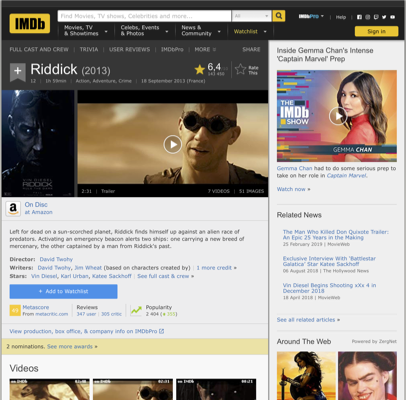 IMDb
Find Movies, TV shows, Celebrities and more...
All
IMDbPro
Help
Movies, TV
& Showtimes
Celebs, Events
& Photos
News &
Community
Watchlist
Sign in
FULL CAST AND CREW | TRIVIA | USER REVIEWS | IMDbPro | MORE
SHARE
Riddick (2013)
6,4
Rate
This
12 | 1h 59min | Action, Adventure, Crime | 18 September 2013 (France)
RIDDICK
2:31 | Trailer
7 VIDEOS | 51 IMAGES
On Disc
at Amazon
Left for dead on a sun-scorched planet, Riddick finds himself up against an alien race of
predators. Activating an emergency beacon alerts two ships: one carrying a new breed of
mercenary, the other captained by a man from Riddick's past.
Director: David Twohy
Writers: David Twohy, Jim Wheat (based on characters created by) | 1 more credit »
Stars: Vin Diesel, Karl Urban, Katee Sackhoff | See full cast & crew »
+ Add to Watchlist
Metascore
From metacritic.com
Reviews
347 user | 305 critic
Popularity
2 404
View production, box office, & company info on IMDbPro
2 nominations. See more awards »
Videos
Inside Gemma Chan's Intense
'Captain Marvel' Prep
THE
IMDb
SHOW
GEMMA CHAN
Gemma Chan had to do some serious prep to
take on her role in Captain Marvel.
Watch now »
Related News
The Man Who Killed Don Quixote Trailer:
An Epic 25 Years in the Making
25 February 2019 | MovieWeb
Exclusive Interview With 'Battlestar
Galatica' Star Katee Sackhoff
06 August 2018 | The Hollywood News
Vin Diesel Begins Shooting xXx 4 in
December 2018
18 April 2018 | MovieWeb
See all related articles »
Around The Web
Powered by ZergNet